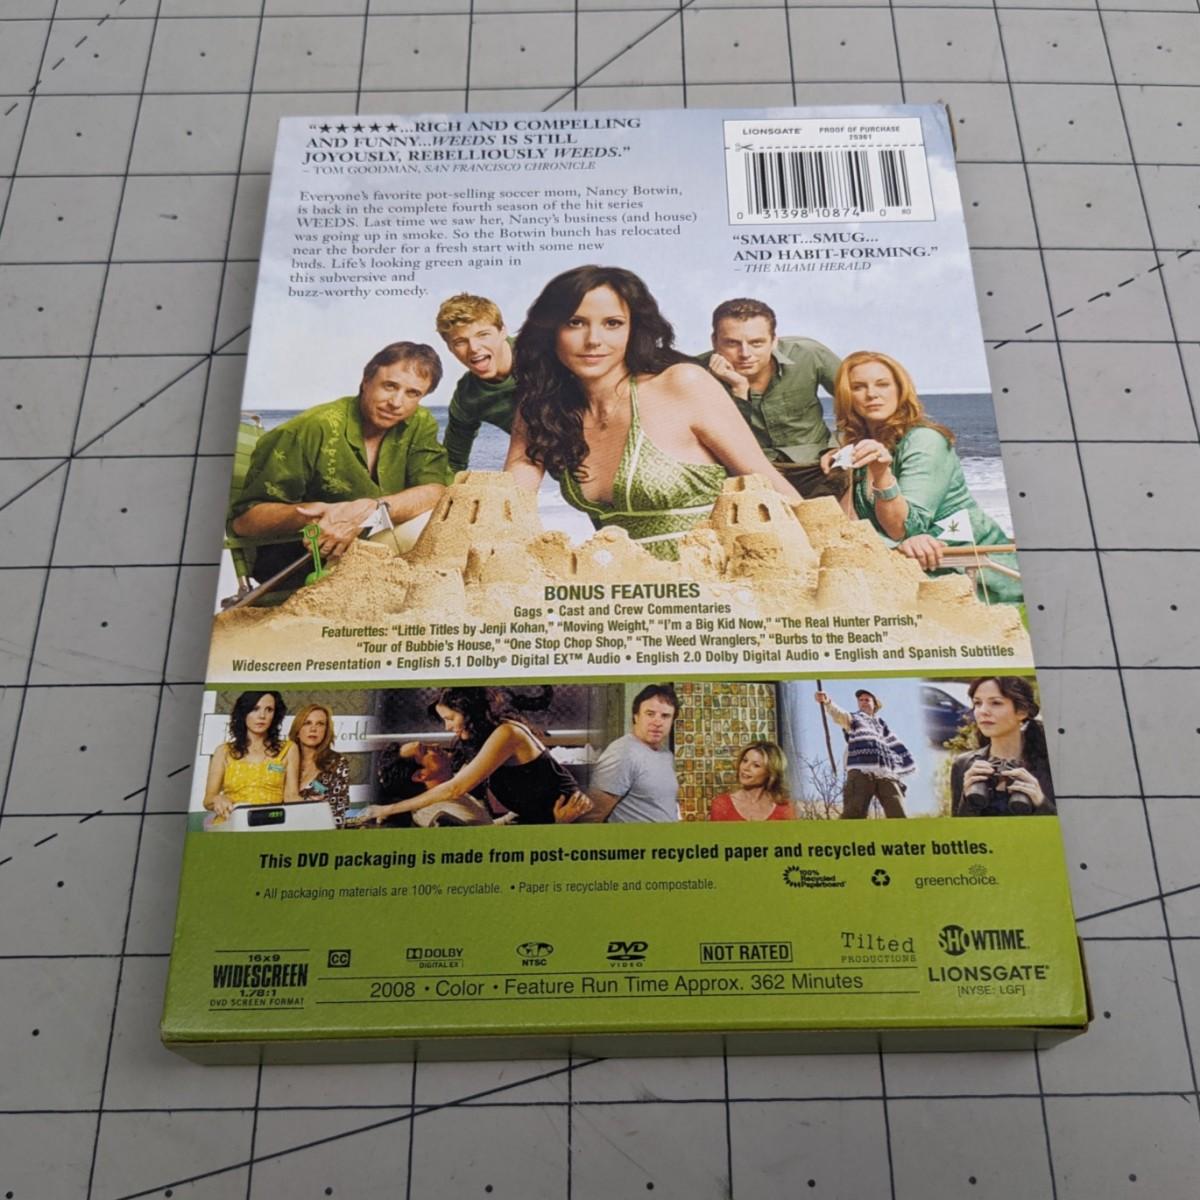 "★★★★★...RICH AND COMPELLING
AND FUNNY...WEEDS IS STILL
JOYOUSLY, REBELLIOUSLY WEEDS."
– TOM GOODMAN, SAN FRANCISCO CHRONICLE
Everyone's favorite pot-selling soccer mom, Nancy Botwin,
is back in the complete fourth season of the hit series
WEEDS. Last time we saw her, Nancy's business (and house)
was going up in smoke. So the Botwin bunch has relocated
near the border for a fresh start with some new
buds. Life's looking green again in
this subversive and
buzz-worthy comedy.
LIONSGATE PROOF OF PURCHASE
25361
0 31398 10874 0 80
"SMART...SMUG...
AND HABIT-FORMING."
– THE MIAMI HERALD
BONUS FEATURES
Gags • Cast and Crew Commentaries
Featurettes: "Little Titles by Jenji Kohan," "Moving Weight," "I'm a Big Kid Now," "The Real Hunter Parrish,"
"Tour of Bubbie's House," "One Stop Chop Shop," "The Weed Wranglers," "Burbs to the Beach"
Widescreen Presentation • English 5.1 Dolby® Digital EX™ Audio • English 2.0 Dolby Digital Audio • English and Spanish Subtitles
World
This DVD packaging is made from post-consumer recycled paper and recycled water bottles.
• All packaging materials are 100% recyclable. • Paper is recyclable and compostable.
100%
Recycled
Paperboard
greenchoice.
16x9
WIDESCREEN
1.78:1
DVD SCREEN FORMAT
CC
DOLBY
DIGITAL EX
NTSC
DVD
VIDEO
NOT RATED
Tilted
PRODUCTIONS
SHOWTIME.
LIONSGATE®
[NYSE: LGF]
2008 • Color • Feature Run Time Approx. 362 Minutes